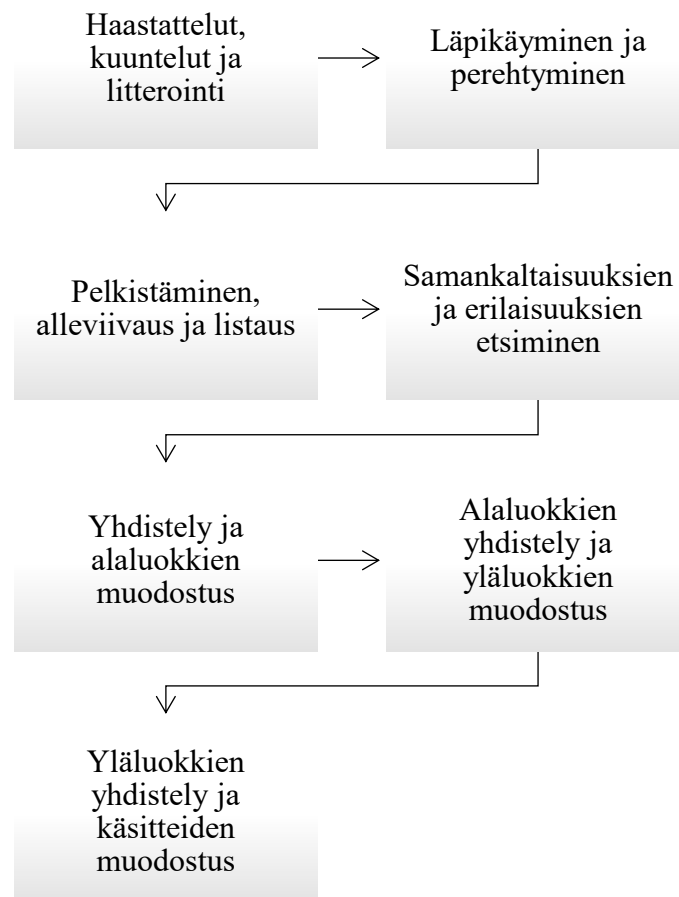 Haastattelut,
kuuntelut ja
litterointi
Läpikäyminen ja
perehtyminen
Pelkistäminen,
alleviivaus ja listaus
Samankaltaisuuksien
ja erilaisuuksien
etsiminen
Yhdistely ja
alaluokkien
muodostus
Alaluokkien
yhdistely ja
yläluokkien
muodostus
Yläluokkien
yhdistely ja
käsitteiden
muodostus